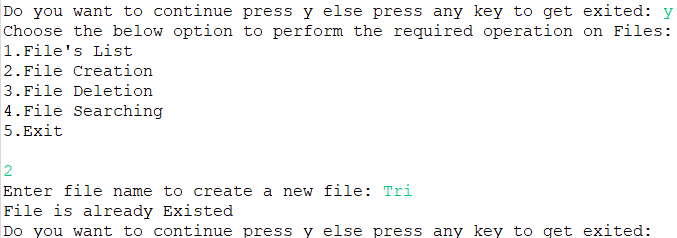 Do you want to continue press y else press any key to get exited: y
Choose the below option to perform the required operation on Files:
1.File's List
2.File Creation
3.File Deletion
4.File Searching
5.Exit
2
Enter file name to create a new file: Tri
File is already Existed
Do you want to continue press y else press any key to get exited: